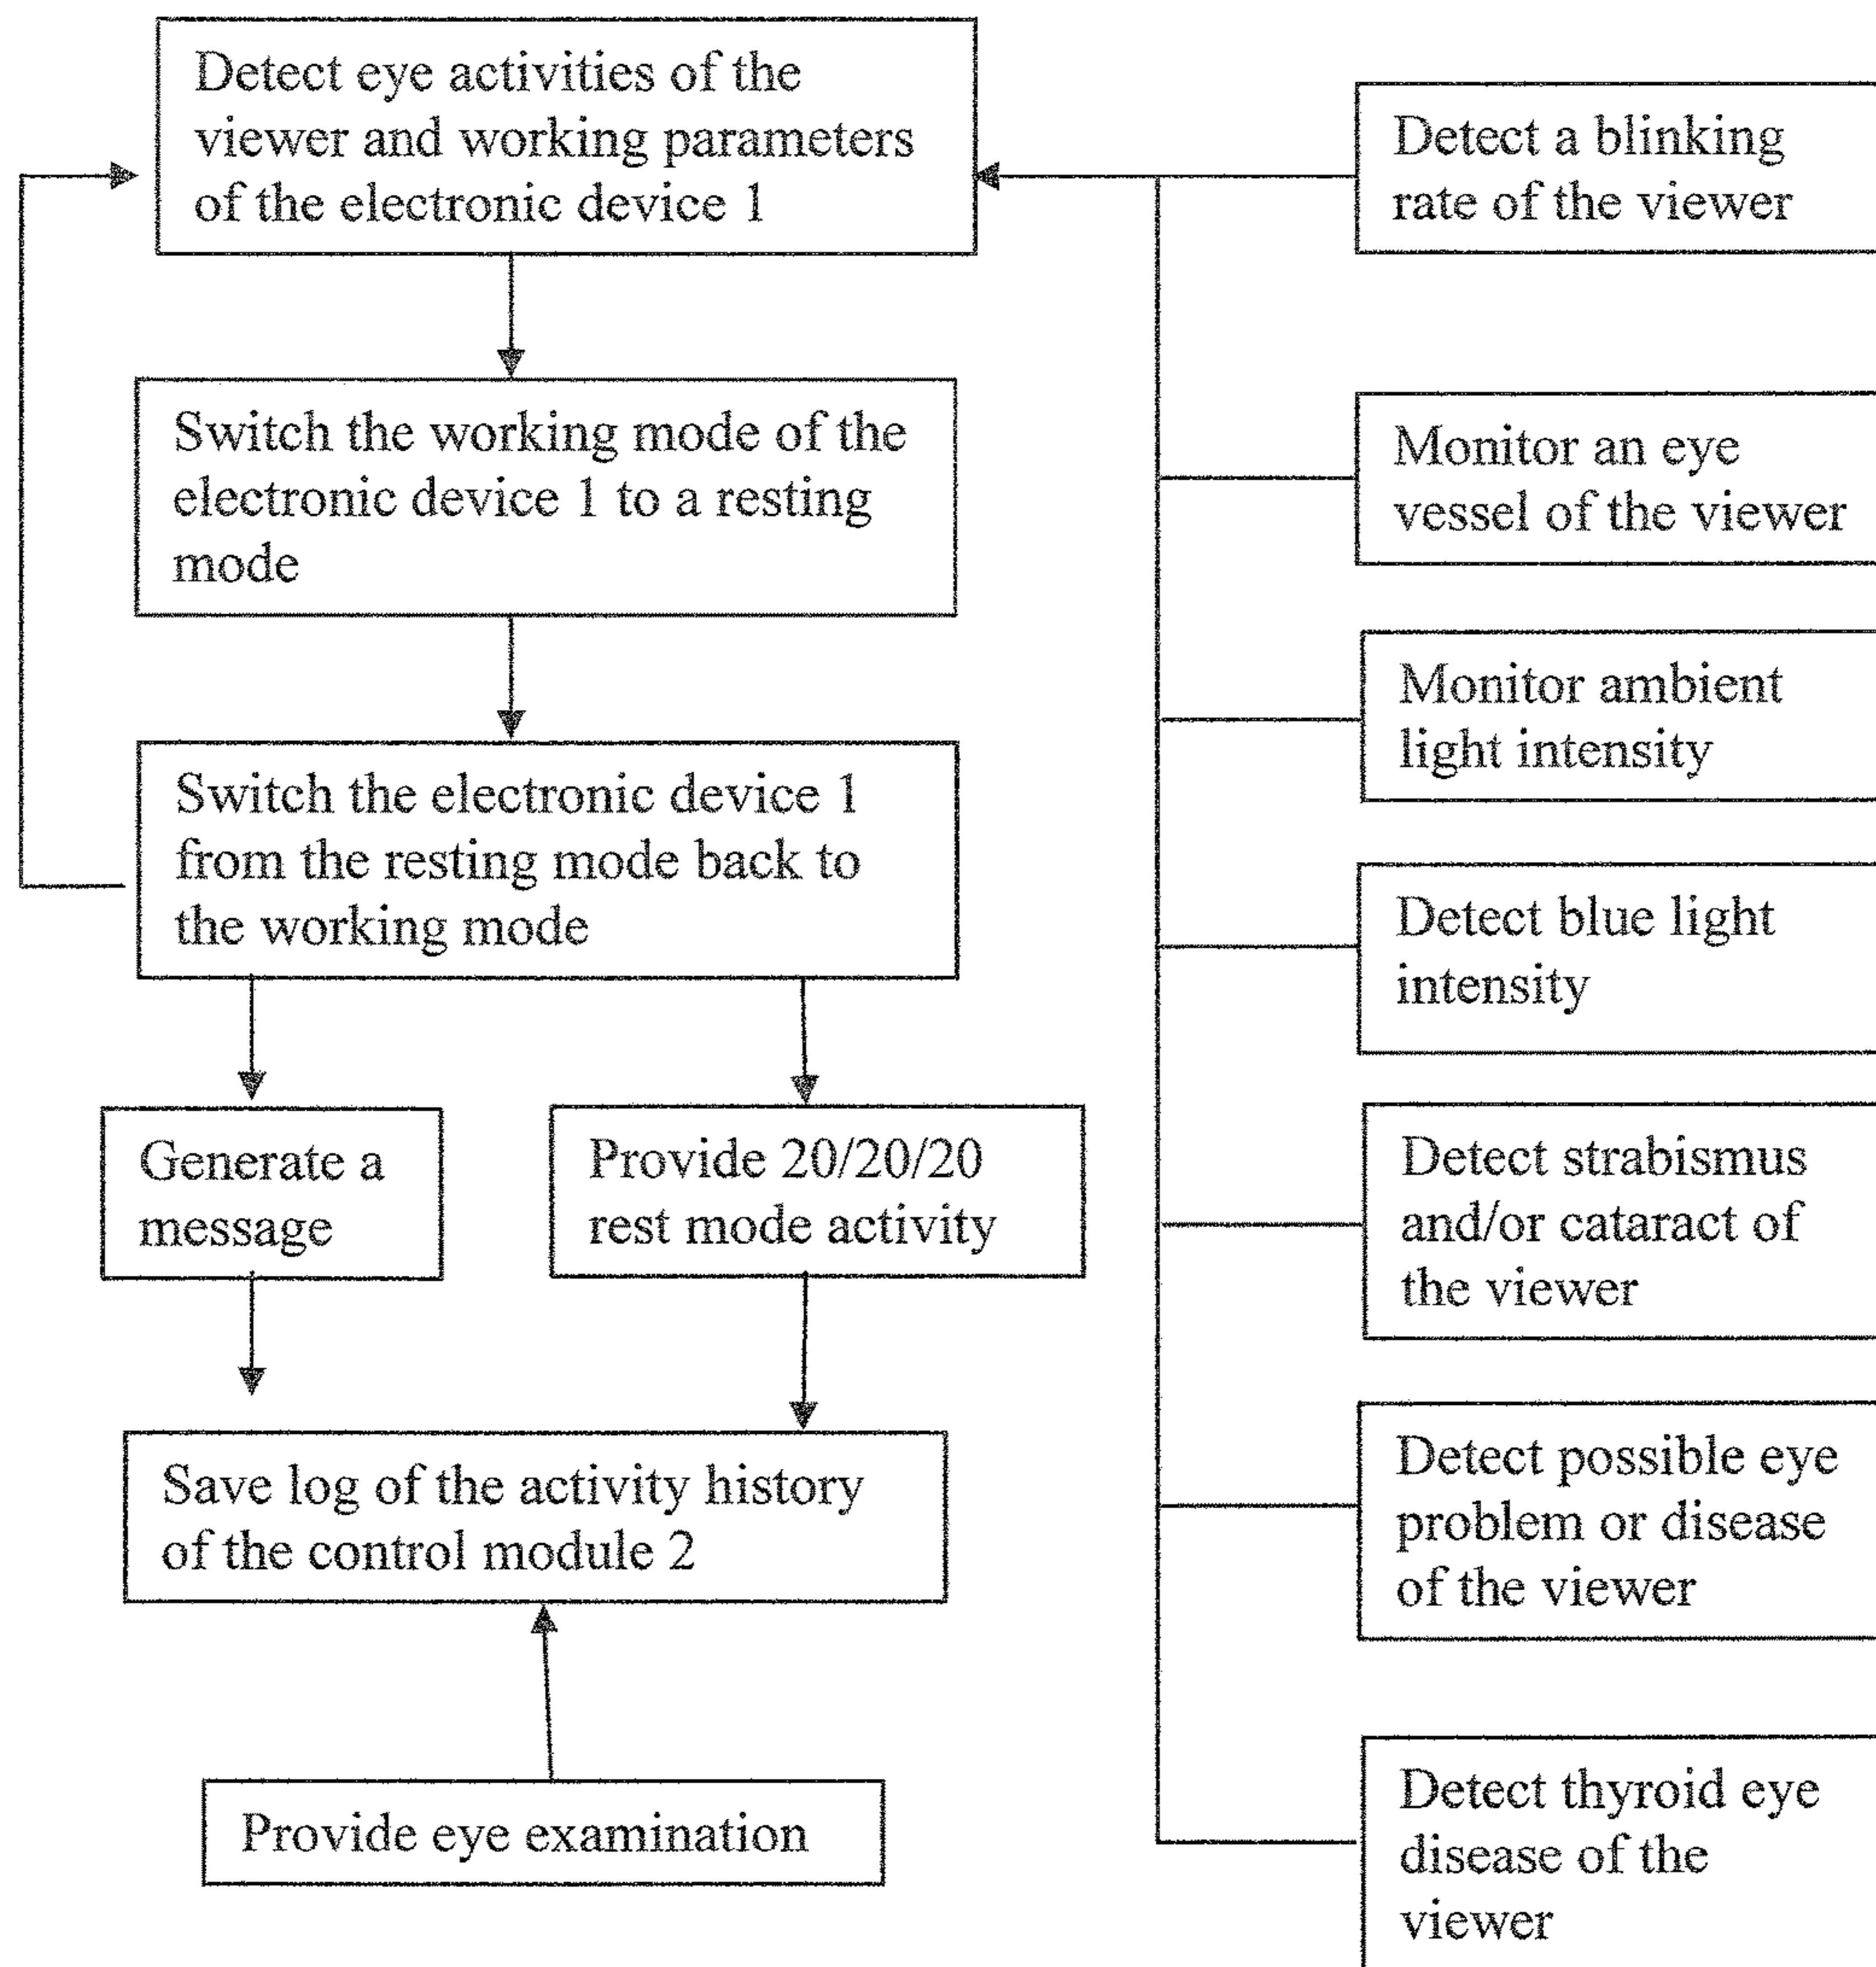 Detect eye activities of the
viewer and working parameters
of the electronic device 1
Switch the working mode of the
electronic device 1 to a resting
mode
Switch the electronic device 1
from the resting mode back to
the working mode
Generate a
message
Provide 20/20/20
rest mode activity
Save log of the activity history
of the control module 2
Provide eye examination
Detect a blinking
rate of the viewer
Monitor an eye
vessel of the viewer
Monitor ambient
light intensity
Detect blue light
intensity
Detect strabismus
and/or cataract of
the viewer
Detect possible eye
problem or disease
of the viewer
Detect thyroid eye
disease of the
viewer